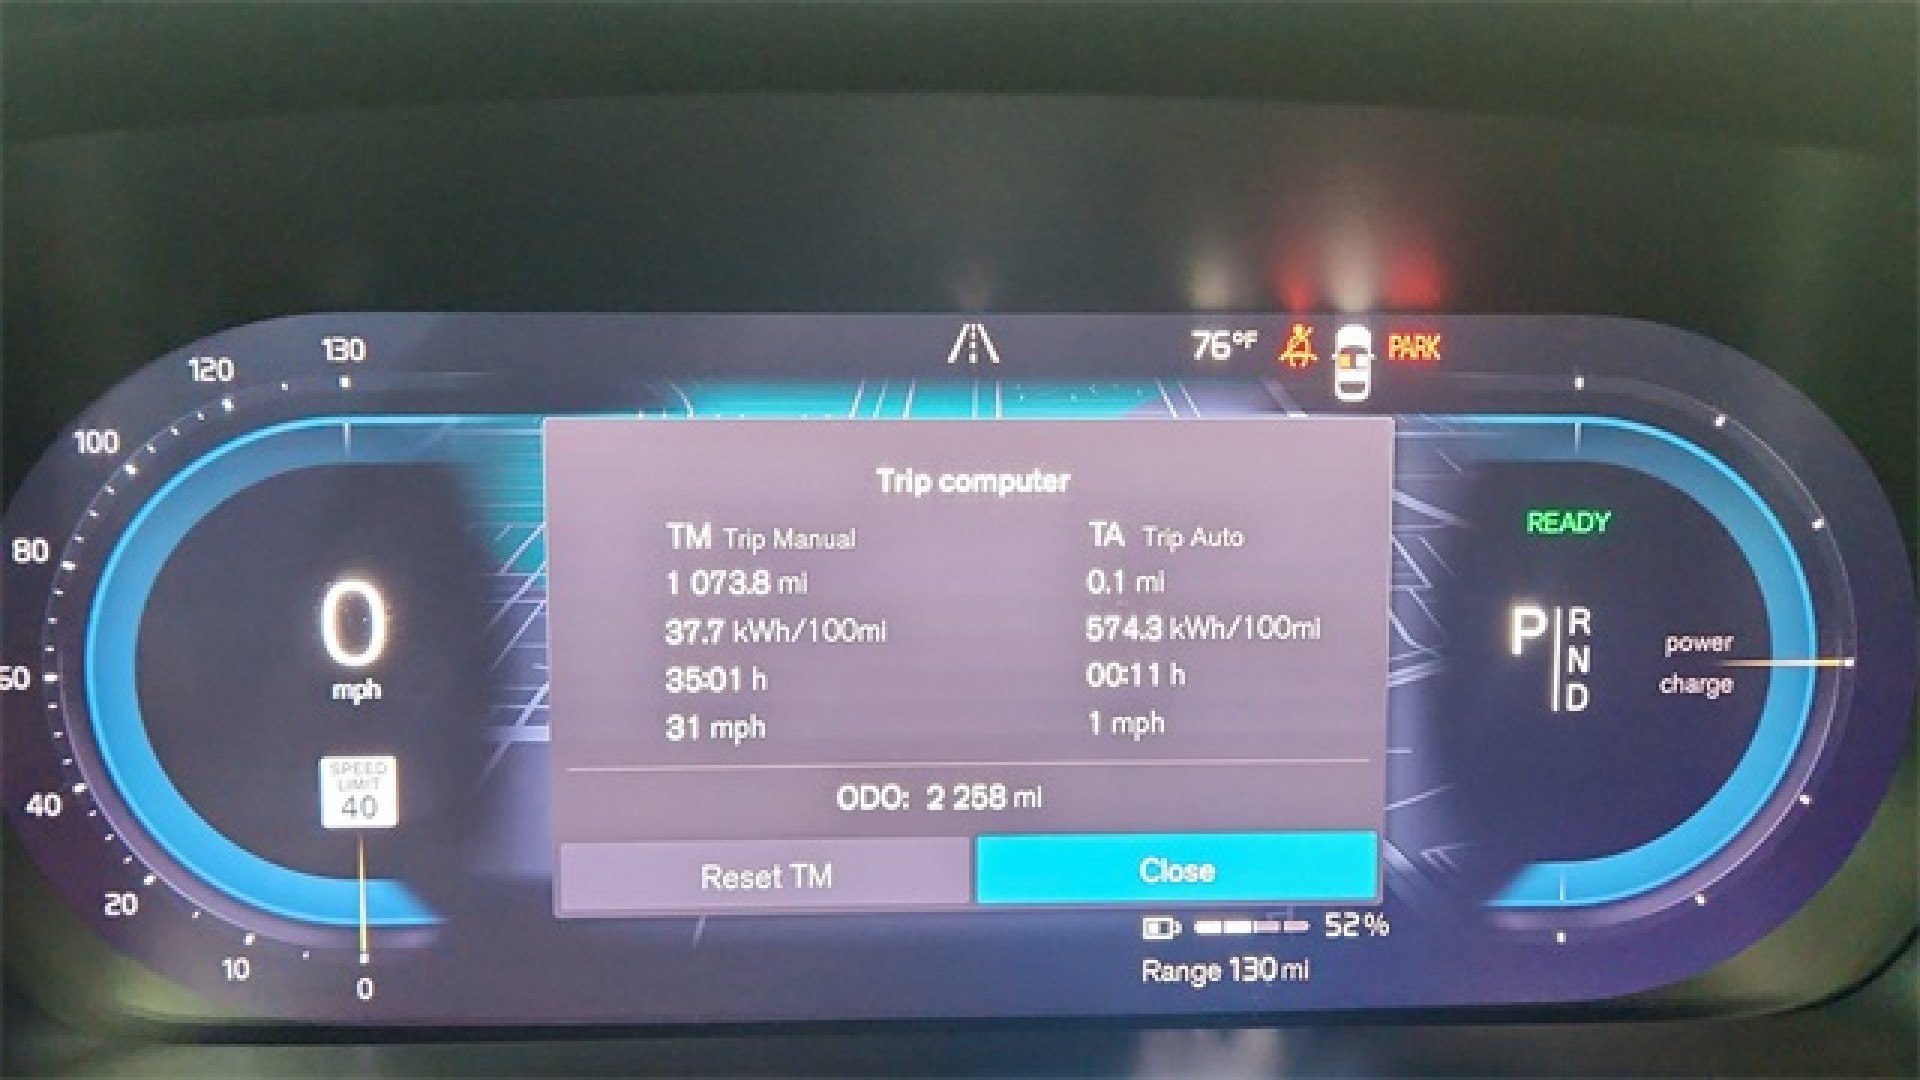 130
120
100
80
40
20
10
0
76°F
PARK
Trip computer
TM Trip Manual
1 073.8 mi
37.7 kWh/100mi
35:01 h
31 mph
TA Trip Auto
0.1 mi
574.3 kWh/100mi
00:11 h
1 mph
ODO: 2 258 mi
Reset TM
Close
0
mph
SPEED
LIMIT
40
READY
P R
N
D
power
charge
52%
Range 130 mi